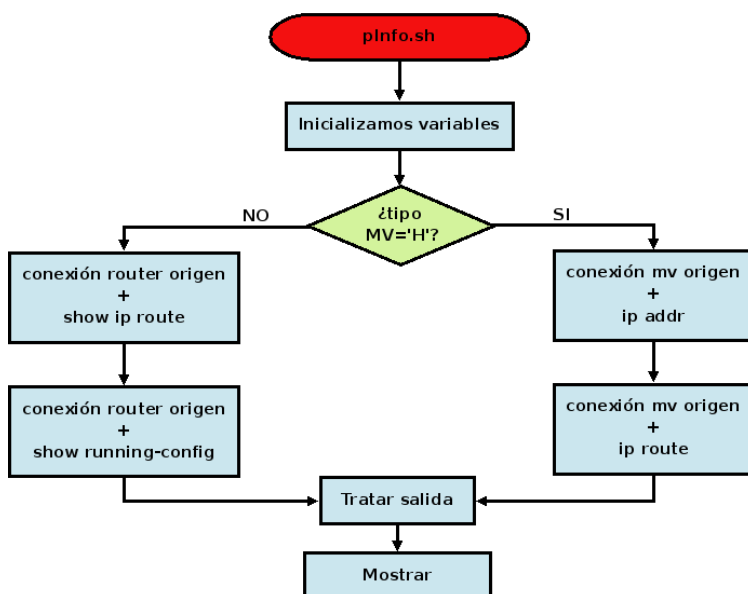 pInfo.sh
Inicializamos variables
¿tipo
MV='H'?
NO
SI
conexión router origen
+
show ip route
conexión mv origen
+
ip addr
conexión router origen
+
show running-config
conexión mv origen
+
ip route
Tratar salida
Mostrar